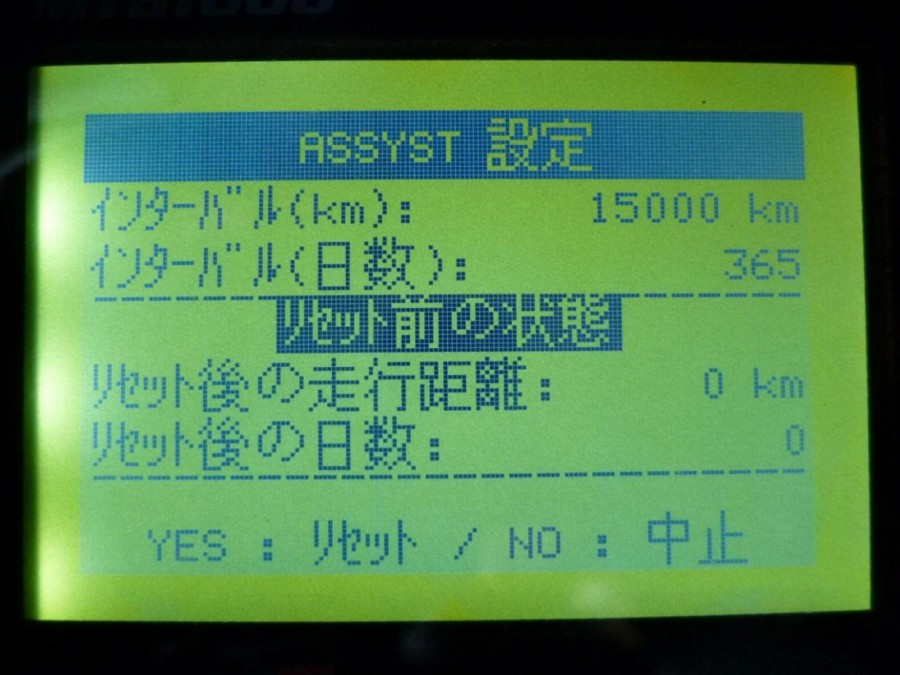 ASSYST 設定
インターバル(km): 15000 km
インターバル(日数): 365
リセット前の状態
リセット後の走行距離: 0 km
リセット後の日数: 0
YES : リセット / NO : 中止